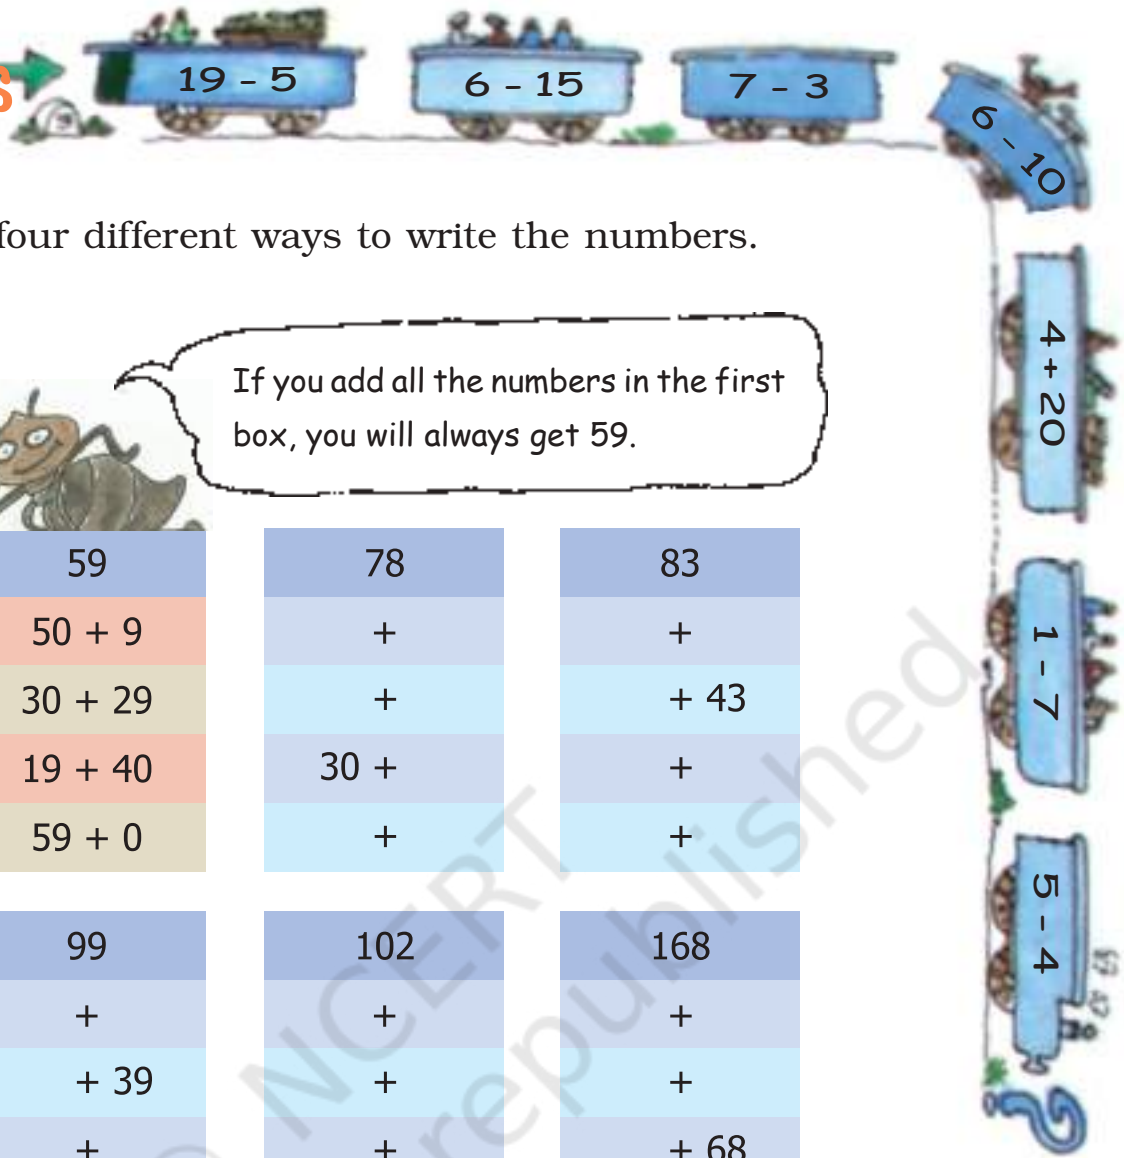 S
19 - 5
6 - 15
7 - 3
6 - 10
4 + 20
1 - 7
5 - 4
?
four different ways to write the numbers.
If you add all the numbers in the first
box, you will always get 59.
59 78 83
50 + 9 + +
30 + 29 + + 43
19 + 40 30 + +
59 + 0 + +
99 102 168
+ + +
+ 39 + +
+ + + 68
© NCERT
republished